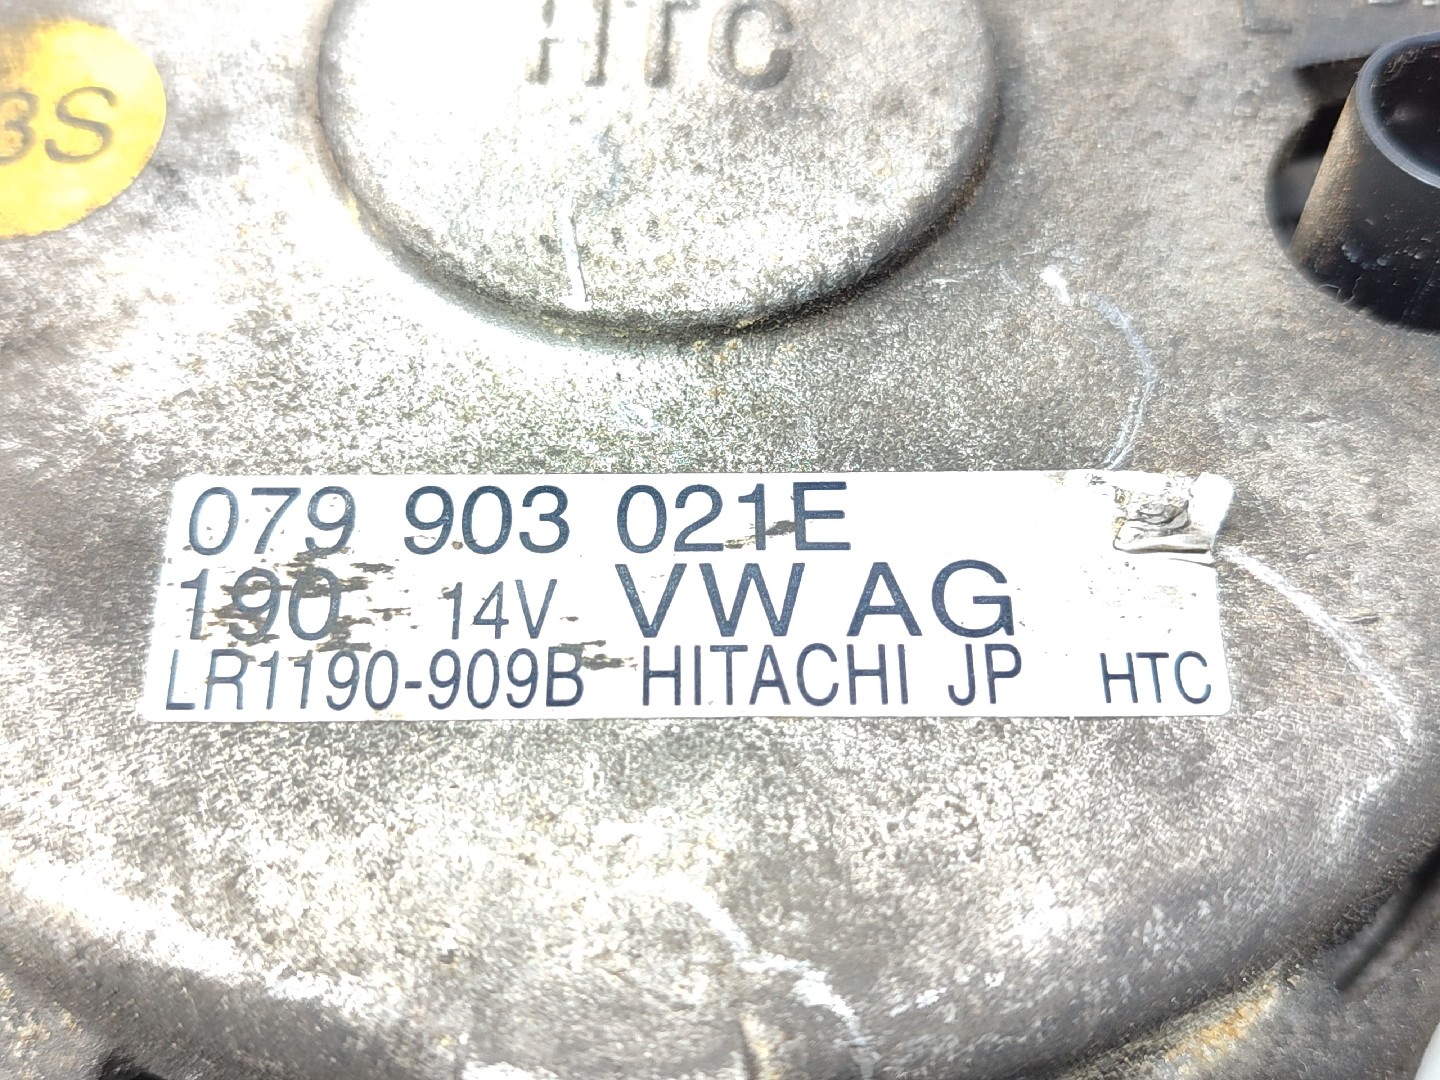 HTC
3S
079 903 021E
190 14V VW AG
LR1190-909B HITACHI JP HTC